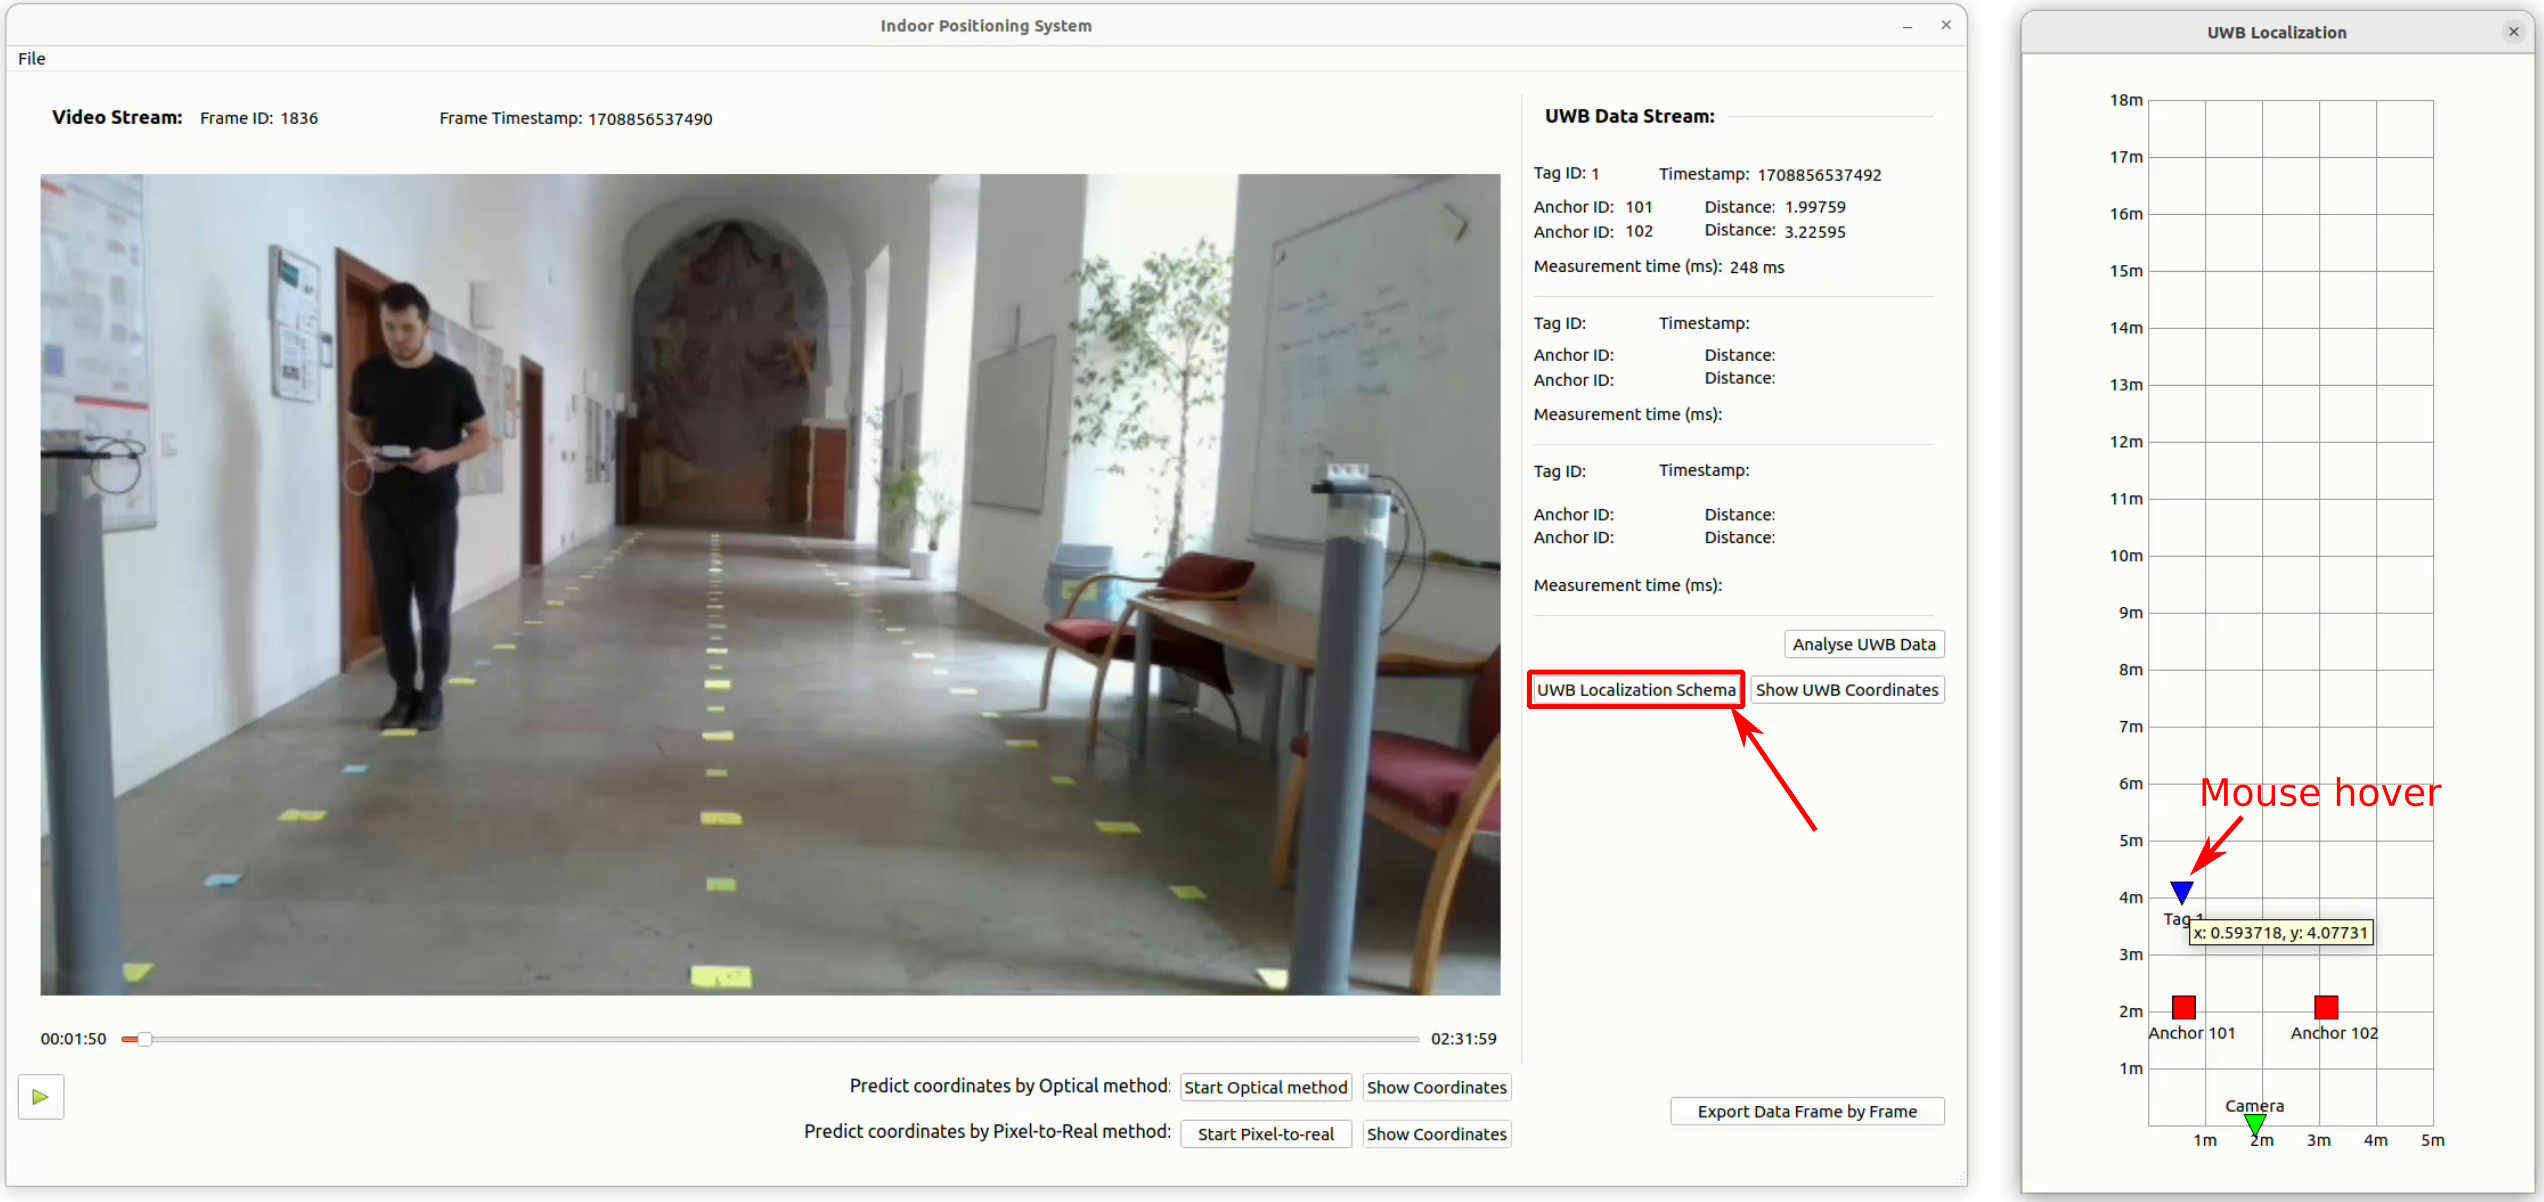 Indoor Positioning System
File
Video Stream: Frame ID: 1836 Frame Timestamp: 1708856537490
UWB Data Stream:
Tag ID: 1 Timestamp: 1708856537492
Anchor ID: 101 Distance: 1.99759
Anchor ID: 102 Distance: 3.22595
Measurement time (ms): 248 ms
Tag ID: Timestamp:
Anchor ID: Distance:
Anchor ID: Distance:
Measurement time (ms):
Tag ID: Timestamp:
Anchor ID: Distance:
Anchor ID: Distance:
Measurement time (ms):
Analyse UWB Data
UWB Localization Schema Show UWB Coordinates
00:01:50 02:31:59
Predict coordinates by Optical method: Start Optical method Show Coordinates
Predict coordinates by Pixel-to-Real method: Start Pixel-to-real Show Coordinates
Export Data Frame by Frame
UWB Localization
18m
17m
16m
15m
14m
13m
12m
11m
10m
9m
8m
7m
6m
Mouse hover
5m
4m
Tag 1
x: 0.593718, y: 4.07731
3m
2m
Anchor 101 Anchor 102
1m
Camera
1m 2m 3m 4m 5m